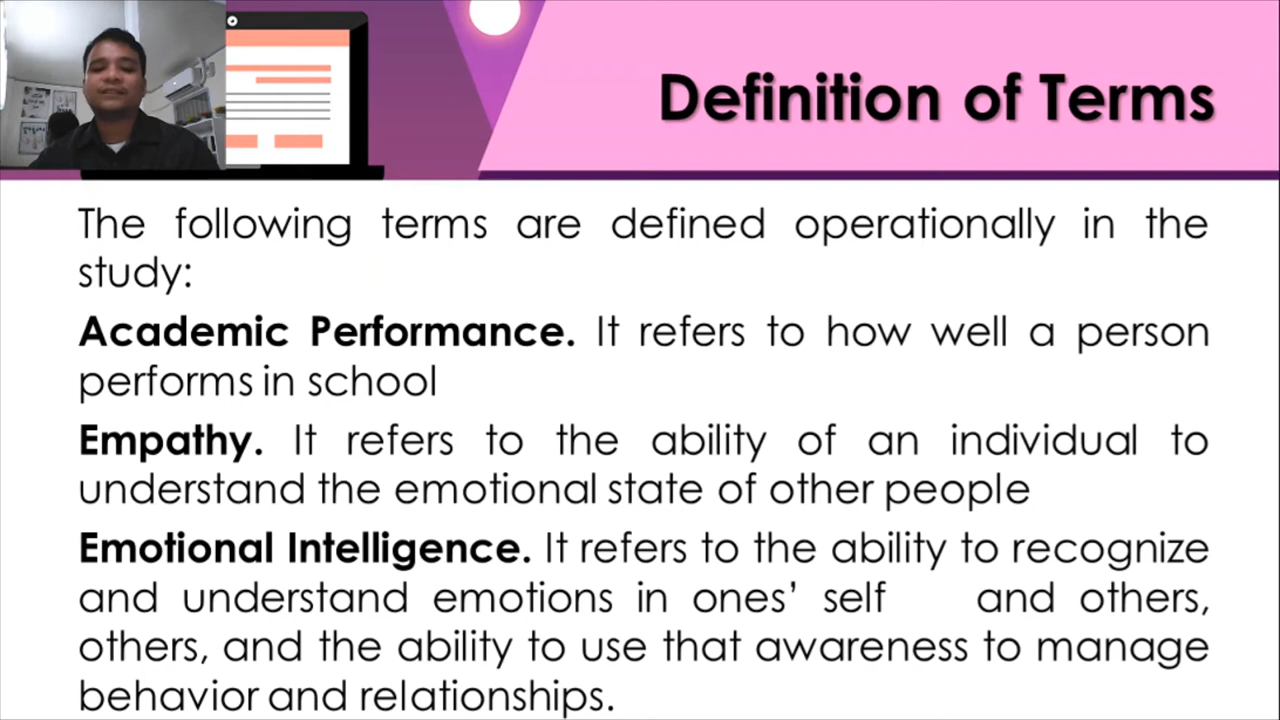 Definition of Terms
The following terms are defined operationally in the
study:
Academic Performance. It refers to how well a person
performs in school
Empathy. It refers to the ability of an individual to
understand the emotional state of other people
Emotional Intelligence. It refers to the ability to recognize
and understand emotions in ones’ self and others,
others, and the ability to use that awareness to manage
behavior and relationships.